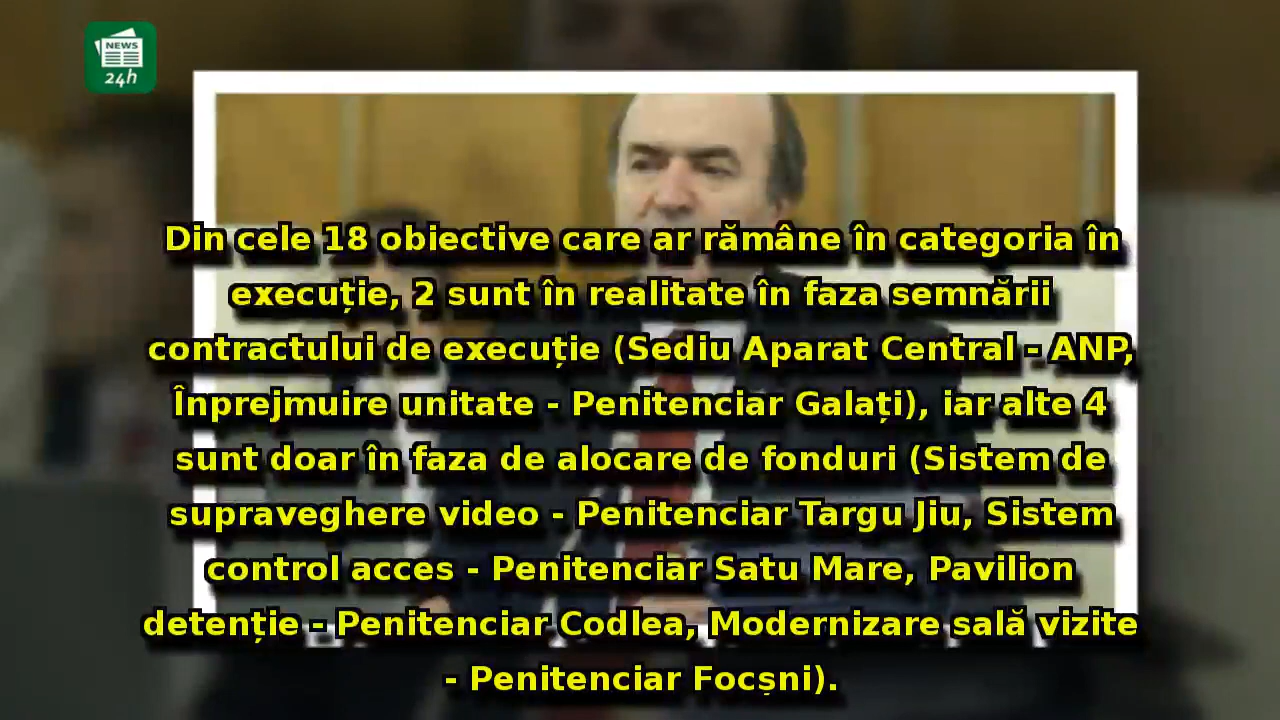 NEWS
24h
Din cele 18 obiective care ar rămâne în categoria în
execuție, 2 sunt în realitate în faza semnării
contractului de execuție (Sediu Aparat Central - ANP,
Înprejmuire unitate - Penitenciar Galați), iar alte 4
sunt doar în faza de alocare de fonduri (Sistem de
supraveghere video - Penitenciar Targu Jiu, Sistem
control acces - Penitenciar Satu Mare, Pavilion
detenție - Penitenciar Codlea, Modernizare sală vizite
- Penitenciar Focșni).